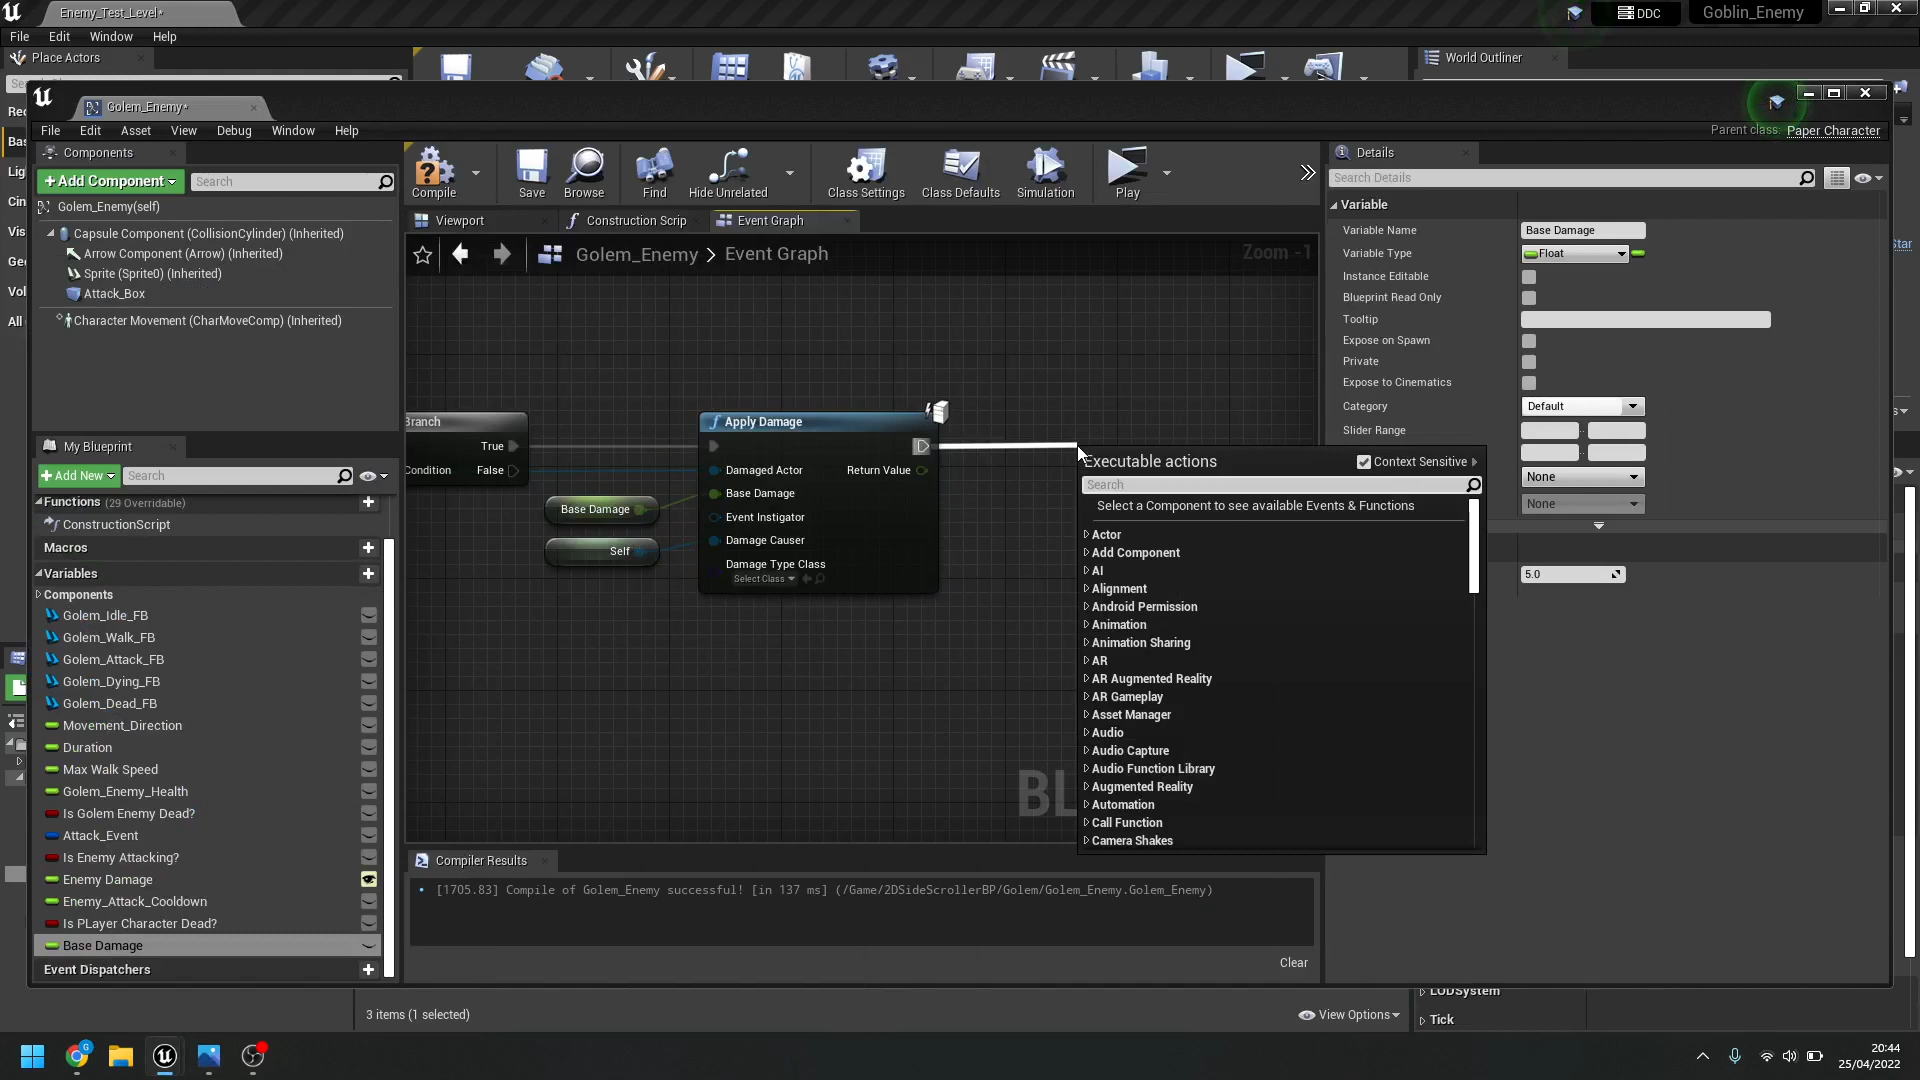 Enemy_Test_Level*
DDC
Goblin_Enemy
File Edit Window Help
Place Actors
World Outliner
Golem_Enemy*
File Edit Asset View Debug Window Help
Parent class: Paper Character
Components
+Add Component
Search
Compile
Save
Browse
Find
Hide Unrelated
Class Settings
Class Defaults
Simulation
Play
Details
Search Details
Golem_Enemy(self)
Capsule Component (CollisionCylinder) (Inherited)
Arrow Component (Arrow) (Inherited)
Sprite (Sprite0) (Inherited)
Attack_Box
Character Movement (CharMoveComp) (Inherited)
Viewport
Construction Scrip
Event Graph
Golem_Enemy > Event Graph
Zoom -1
Variable
Variable Name
Base Damage
Variable Type
Float
Instance Editable
Blueprint Read Only
Tooltip
Expose on Spawn
Private
Expose to Cinematics
Category
Default
Slider Range
None
None
5.0
My Blueprint
+Add New
Search
Functions (29 Overridable)
ConstructionScript
Macros
Variables
Components
Golem_Idle_FB
Golem_Walk_FB
Golem_Attack_FB
Golem_Dying_FB
Golem_Dead_FB
Movement_Direction
Duration
Max Walk Speed
Golem_Enemy_Health
Is Golem Enemy Dead?
Attack_Event
Is Enemy Attacking?
Enemy Damage
Enemy_Attack_Cooldown
Is PLayer Character Dead?
Base Damage
Event Dispatchers
Branch
True
Condition
False
Base Damage
Self
Apply Damage
Damaged Actor
Return Value
Base Damage
Event Instigator
Damage Causer
Damage Type Class
Select Class
Executable actions
Context Sensitive
Search
Select a Component to see available Events & Functions
Actor
Add Component
AI
Alignment
Android Permission
Animation
Animation Sharing
AR
AR Augmented Reality
AR Gameplay
Asset Manager
Audio
Audio Capture
Audio Function Library
Augmented Reality
Automation
Call Function
Camera Shakes
Compiler Results
[1705.83] Compile of Golem_Enemy successful! [in 137 ms] (/Game/2DSideScrollerBP/Golem/Golem_Enemy.Golem_Enemy)
Clear
3 items (1 selected)
View Options
LODSystem
Tick
20:44
25/04/2022